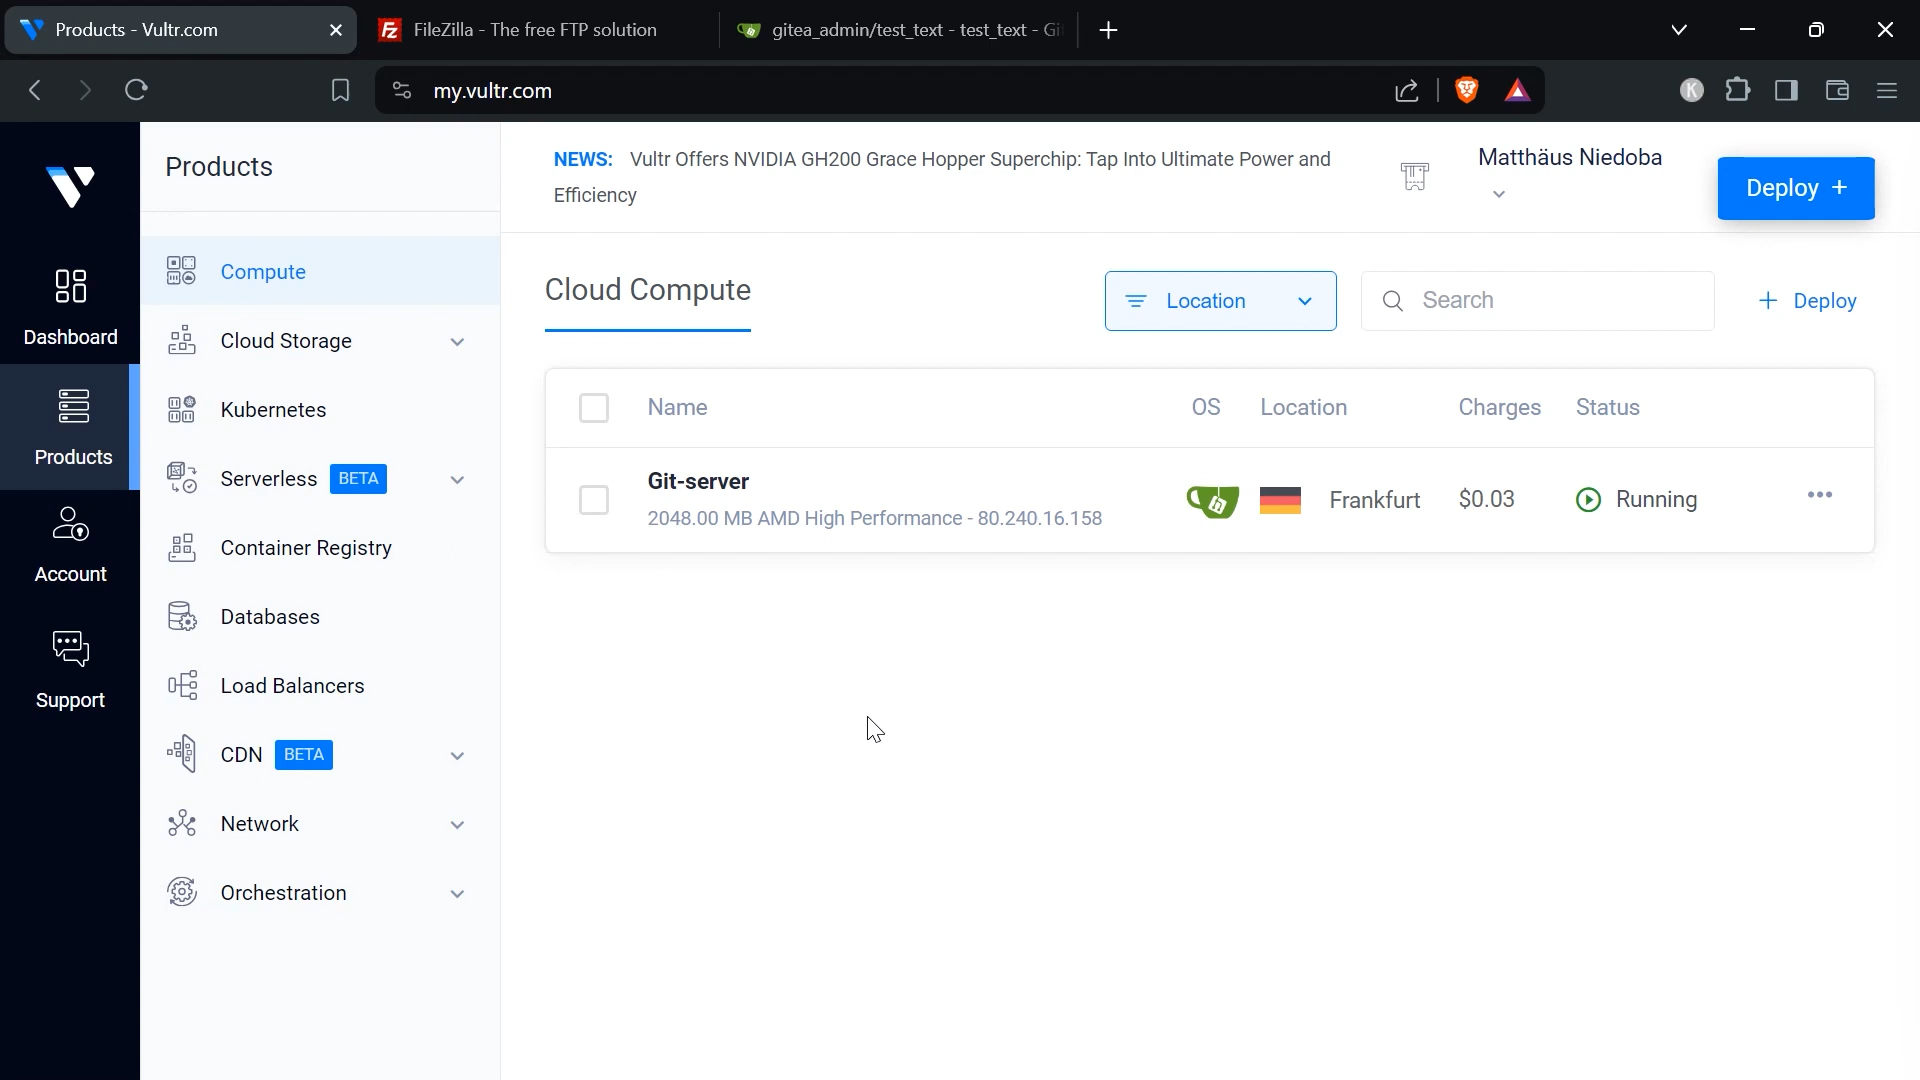 Products - Vultr.com
FileZilla - The free FTP solution
gitea_admin/test_text - test_text - Gi
my.vultr.com
K
Products
NEWS: Vultr Offers NVIDIA GH200 Grace Hopper Superchip: Tap Into Ultimate Power and
Efficiency
Matthäus Niedoba
Deploy +
Dashboard
Products
Account
Support
Compute
Cloud Storage
Kubernetes
Serverless BETA
Container Registry
Databases
Load Balancers
CDN BETA
Network
Orchestration
Cloud Compute
Location
Search
+ Deploy
Name OS Location Charges Status
Git-server
2048.00 MB AMD High Performance - 80.240.16.158
Frankfurt $0.03 Running